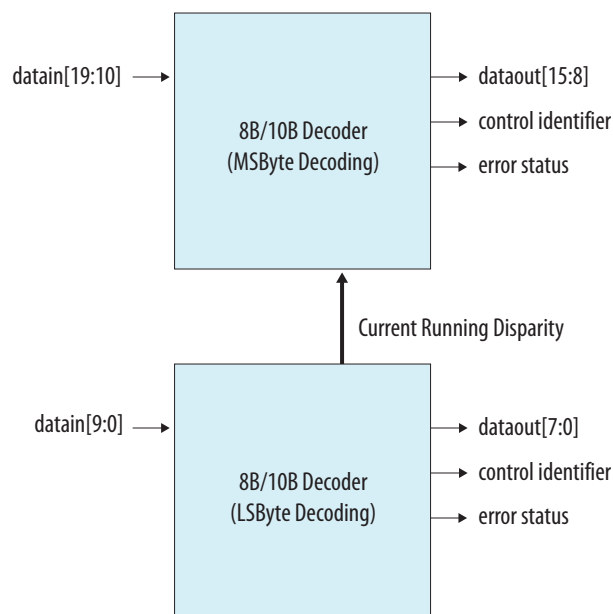 datain[19:10]
8B/10B Decoder
(MSByte Decoding)
dataout[15:8]
control identifier
error status
Current Running Disparity
datain[9:0]
8B/10B Decoder
(LSByte Decoding)
dataout[7:0]
control identifier
error status